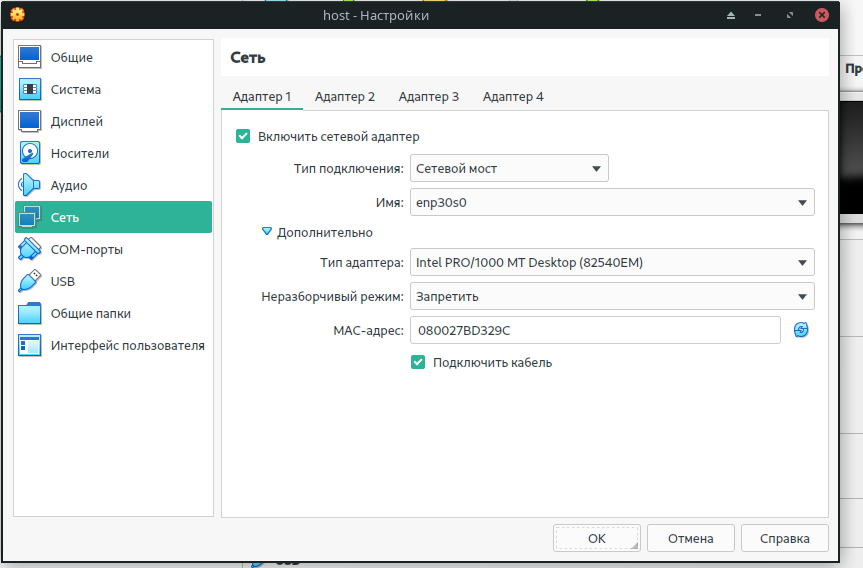 host - Настройки
Общие
Система
Дисплей
Носители
Аудио
Сеть
COM-порты
USB
Общие папки
Интерфейс пользователя
Сеть
Адаптер 1 Адаптер 2 Адаптер 3 Адаптер 4
Включить сетевой адаптер
Тип подключения: Сетевой мост
Имя: enp30s0
Дополнительно
Тип адаптера: Intel PRO/1000 MT Desktop (82540EM)
Неразборчивый режим: Запретить
MAC-адрес: 080027BD329C
Подключить кабель
OK Отмена Справка